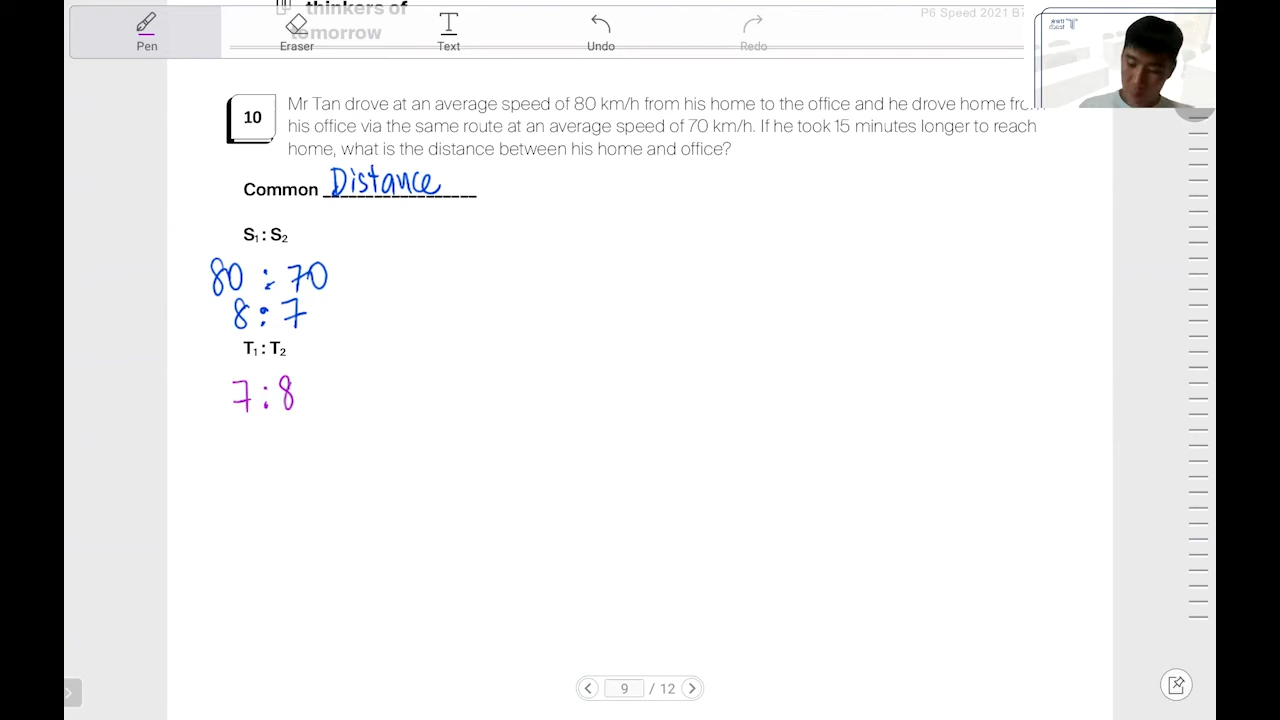 thinkers of
tomorrow
P6 Speed 2021
Pen
Eraser
Text
Undo
Redo
10
Mr Tan drove at an average speed of 80 km/h from his home to the office and he drove home
his office via the same route at an average speed of 70 km/h. If he took 15 minutes longer to reach
home, what is the distance between his home and office?
Common Distance
S₁ : S₂
80 : 70
8 : 7
T₁ : T₂
7 : 8
9 / 12